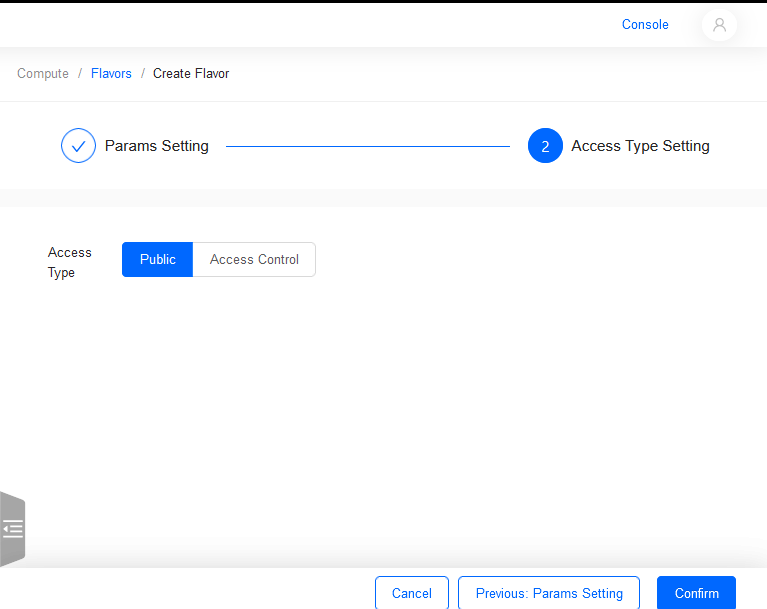 Console
Compute / Flavors / Create Flavor
Params Setting
2 Access Type Setting
Access Type
Public Access Control
Cancel Previous: Params Setting Confirm